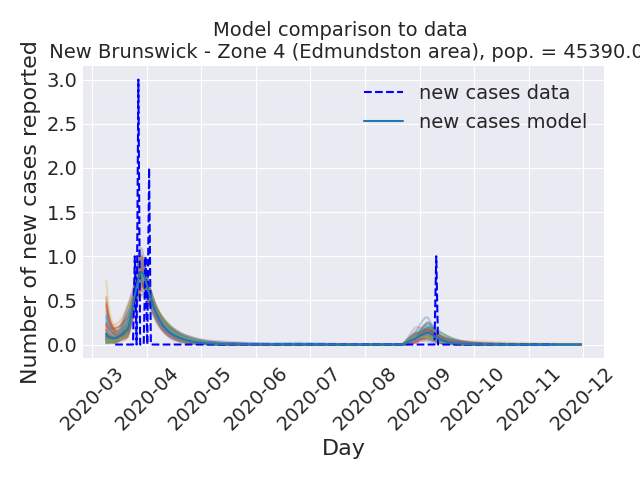 Model comparison to data
New Brunswick - Zone 4 (Edmundston area), pop. = 45390.0
new cases data
new cases model
Number of new cases reported
3.0
2.5
2.0
1.5
1.0
0.5
0.0
2020-03
2020-04
2020-05
2020-06
2020-07
2020-08
2020-09
2020-10
2020-11
2020-12
Day